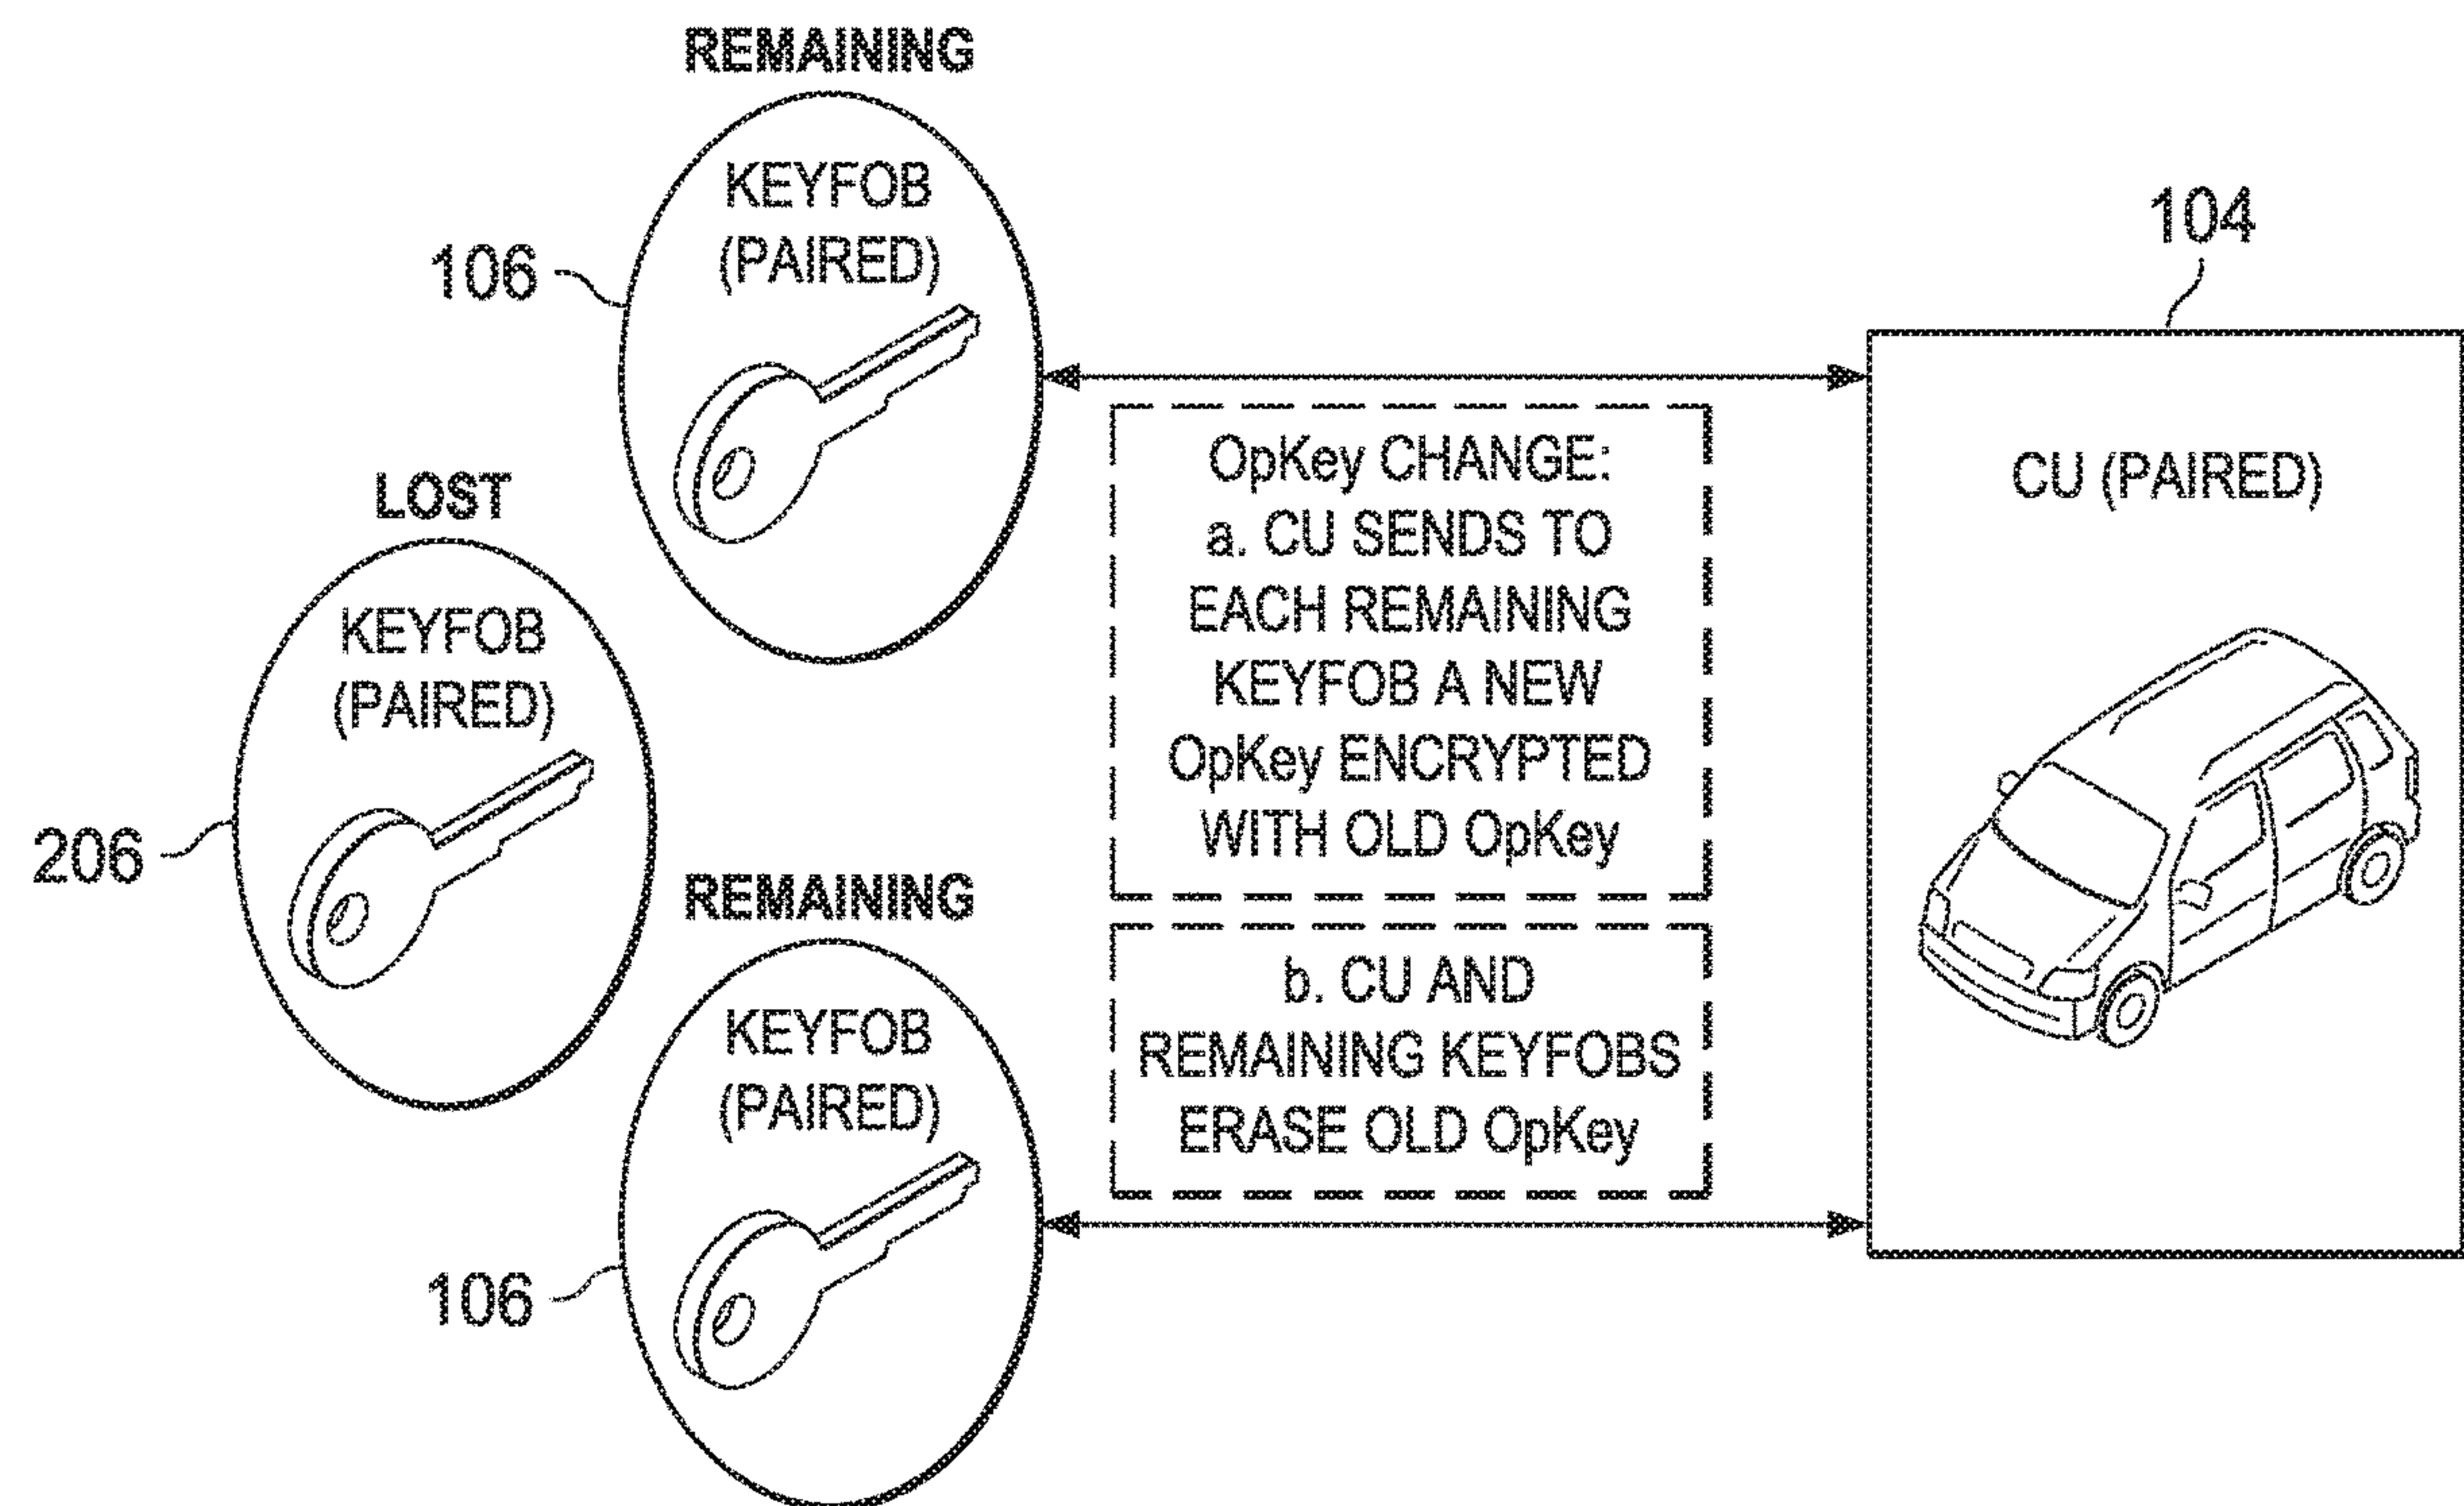 REMAINING
KEYFOB
(PAIRED)
106
LOST
KEYFOB
(PAIRED)
206
REMAINING
KEYFOB
(PAIRED)
106
OpKey CHANGE:
a. CU SENDS TO
EACH REMAINING
KEYFOB A NEW
OpKey ENCRYPTED
WITH OLD OpKey
b. CU AND
REMAINING KEYFOBS
ERASE OLD OpKey
104
CU (PAIRED)